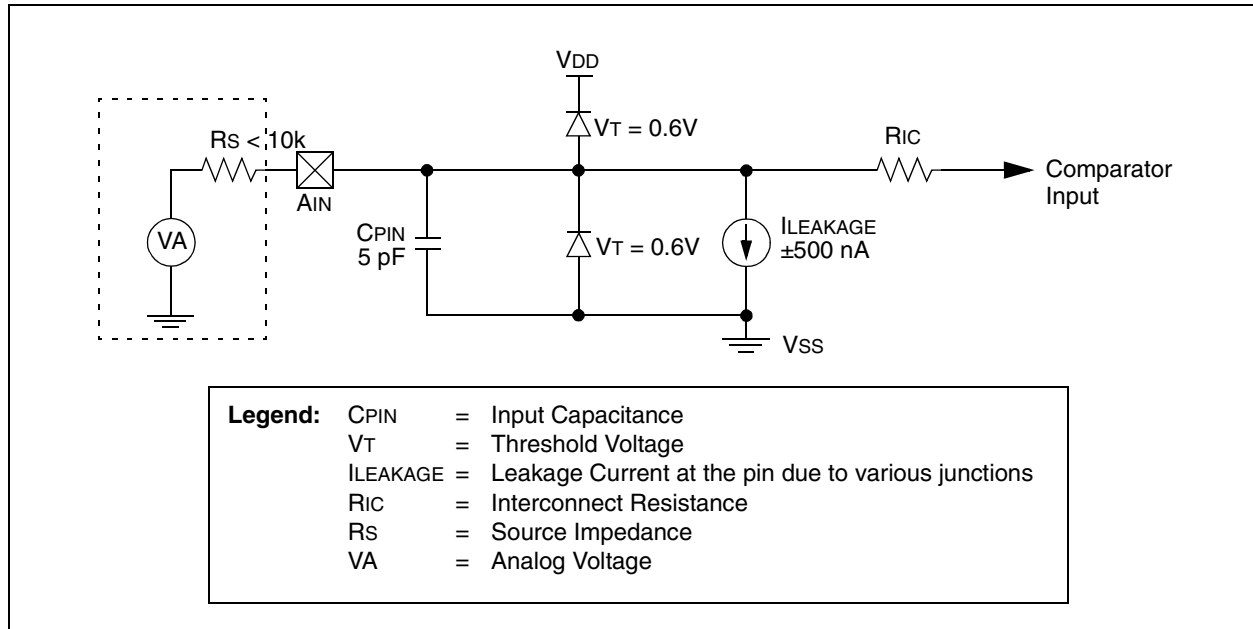 VDD
VT = 0.6V
RS < 10k
RIC
AIN
Comparator
Input
CPIN
5 pF
VA
VT = 0.6V
ILEAKAGE
±500 nA
VSS
Legend: CPIN = Input Capacitance
VT = Threshold Voltage
ILEAKAGE = Leakage Current at the pin due to various junctions
RIC = Interconnect Resistance
RS = Source Impedance
VA = Analog Voltage